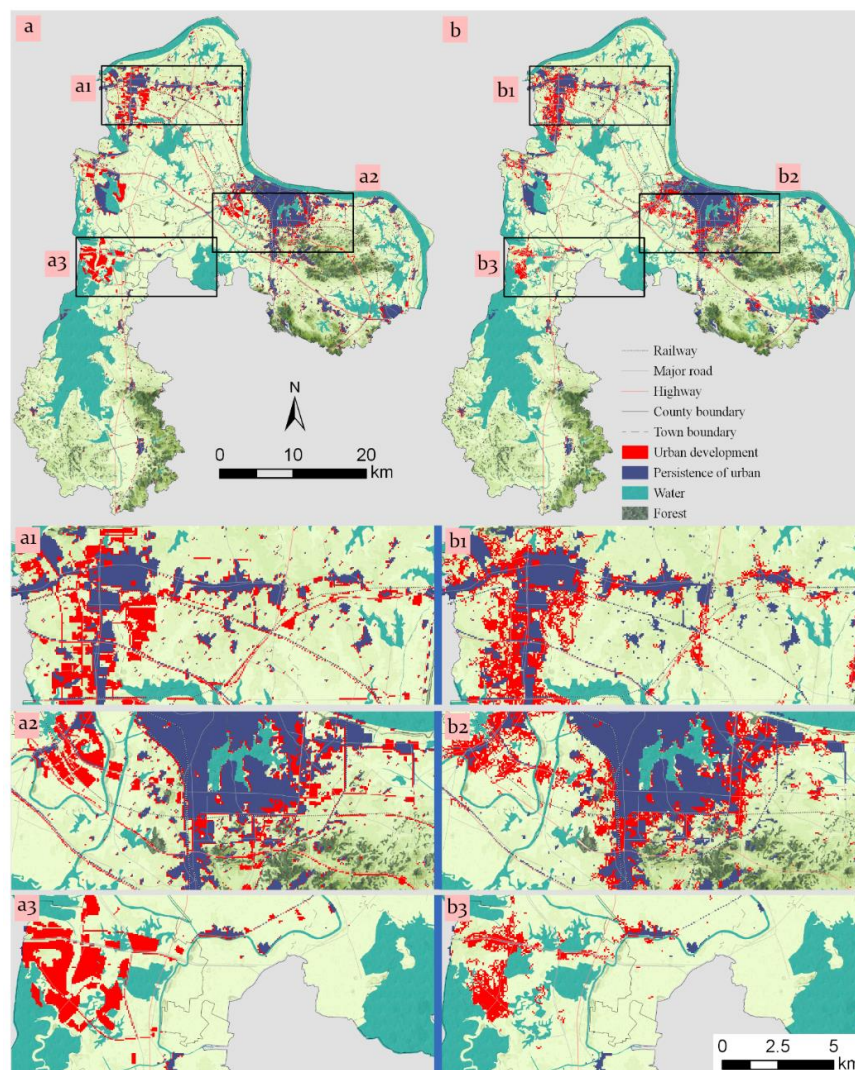 a
b
a1
b1
a2
b2
a3
b3
N
0 10 20
km
Railway
Major road
Highway
County boundary
Town boundary
Urban development
Persistence of urban
Water
Forest
a1
b1
a2
b2
a3
b3
0 2.5 5
km